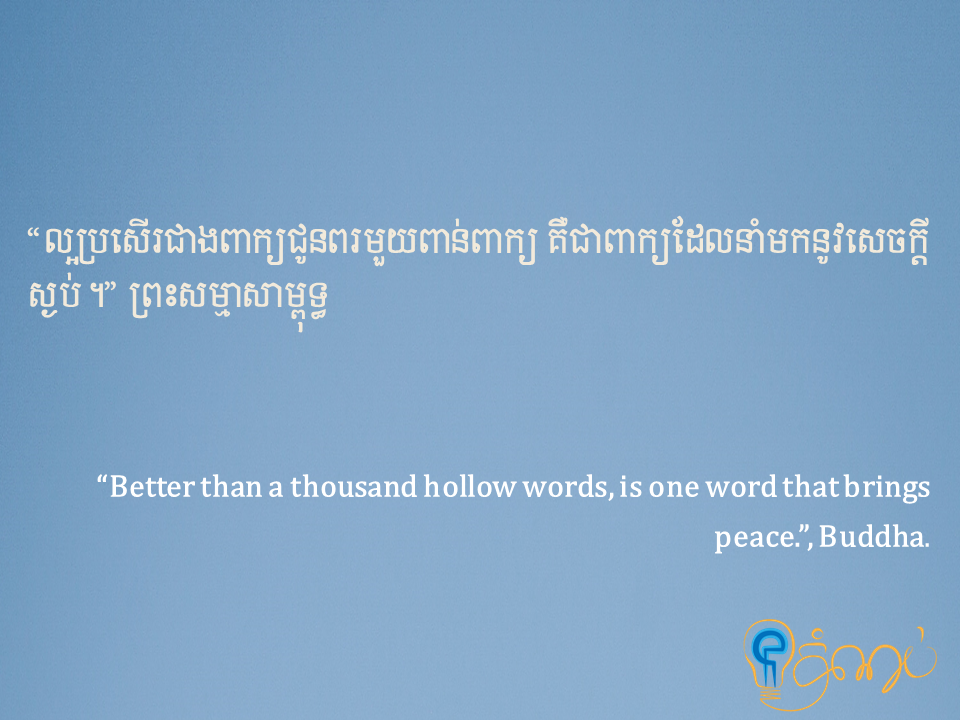 “ល្អប្រសើរជាងពាក្យជូនពរមួយពាន់ពាក្យ គឺជាពាក្យដែលនាំមកនូវសេចក្ដី
ស្ងប់ ។” ព្រះសម្មាសាម្ពុទ្ធ
“Better than a thousand hollow words, is one word that brings
peace.”, Buddha.